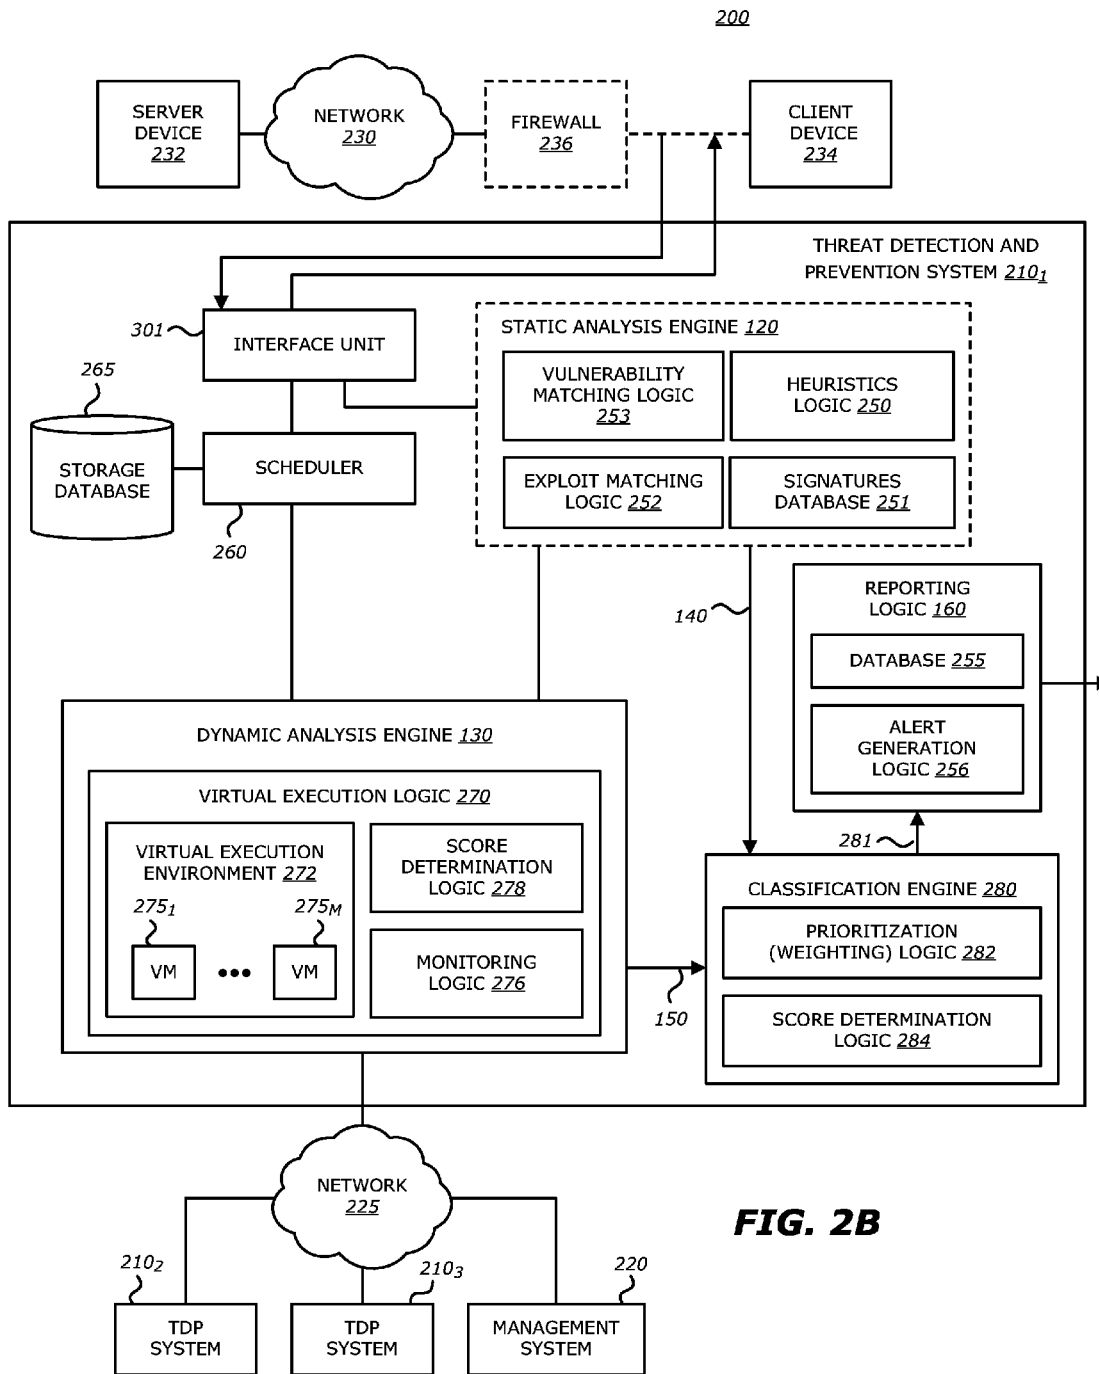 200
SERVER
DEVICE
232
NETWORK
230
FIREWALL
236
CLIENT
DEVICE
234
THREAT DETECTION AND
PREVENTION SYSTEM 210₁
301
INTERFACE UNIT
STATIC ANALYSIS ENGINE 120
VULNERABILITY
MATCHING LOGIC
253
HEURISTICS
LOGIC 250
EXPLOIT MATCHING
LOGIC 252
SIGNATURES
DATABASE 251
265
STORAGE
DATABASE
SCHEDULER
260
140
REPORTING
LOGIC 160
DATABASE 255
ALERT
GENERATION
LOGIC 256
281
DYNAMIC ANALYSIS ENGINE 130
VIRTUAL EXECUTION LOGIC 270
VIRTUAL EXECUTION
ENVIRONMENT 272
275₁
275M
VM
VM
SCORE
DETERMINATION
LOGIC 278
MONITORING
LOGIC 276
150
CLASSIFICATION ENGINE 280
PRIORITIZATION
(WEIGHTING) LOGIC 282
SCORE DETERMINATION
LOGIC 284
NETWORK
225
FIG. 2B
210₂
TDP
SYSTEM
210₃
TDP
SYSTEM
220
MANAGEMENT
SYSTEM